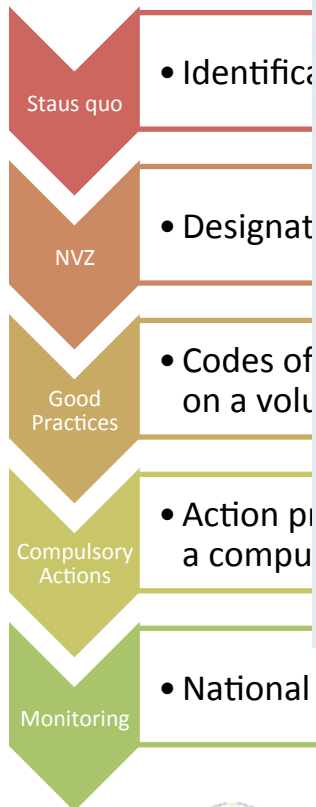 Staus quo
• Identifica
NVZ
• Designat
Good
Practices
• Codes of
on a volu
Compulsory
Actions
• Action pr
a compu
Monitoring
• National